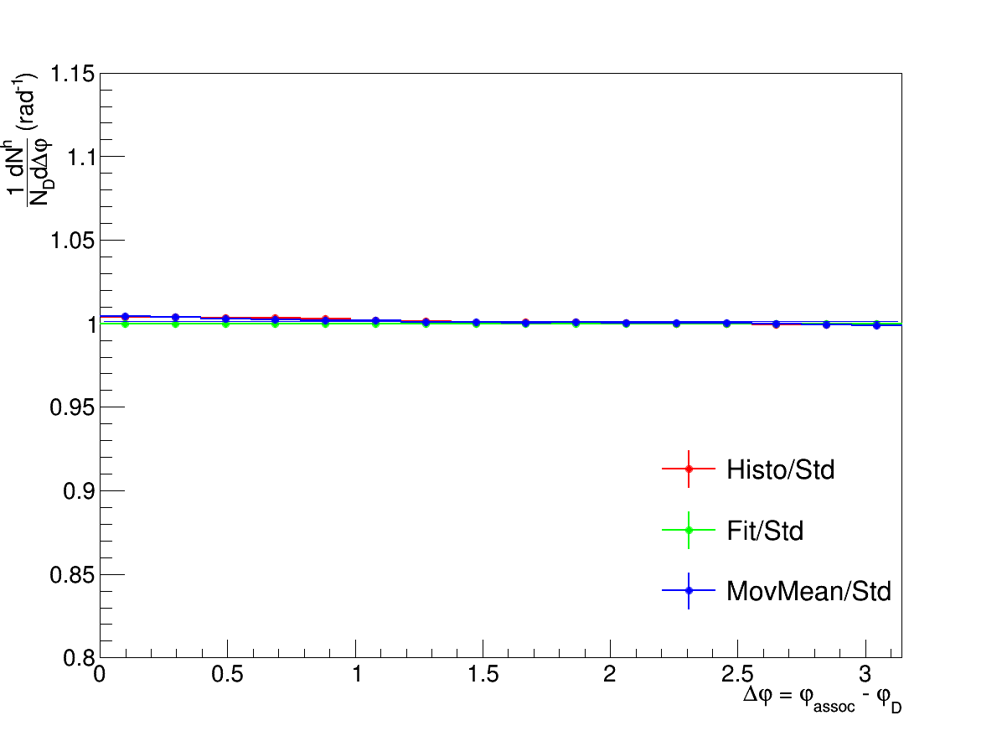 1 dN^h
N_D dΔφ (rad^-1)
1.15
1.1
1.05
1
0.95
0.9
0.85
0.8
Histo/Std
Fit/Std
MovMean/Std
0 0.5 1 1.5 2 2.5 3
Δφ = φ_assoc - φ_D